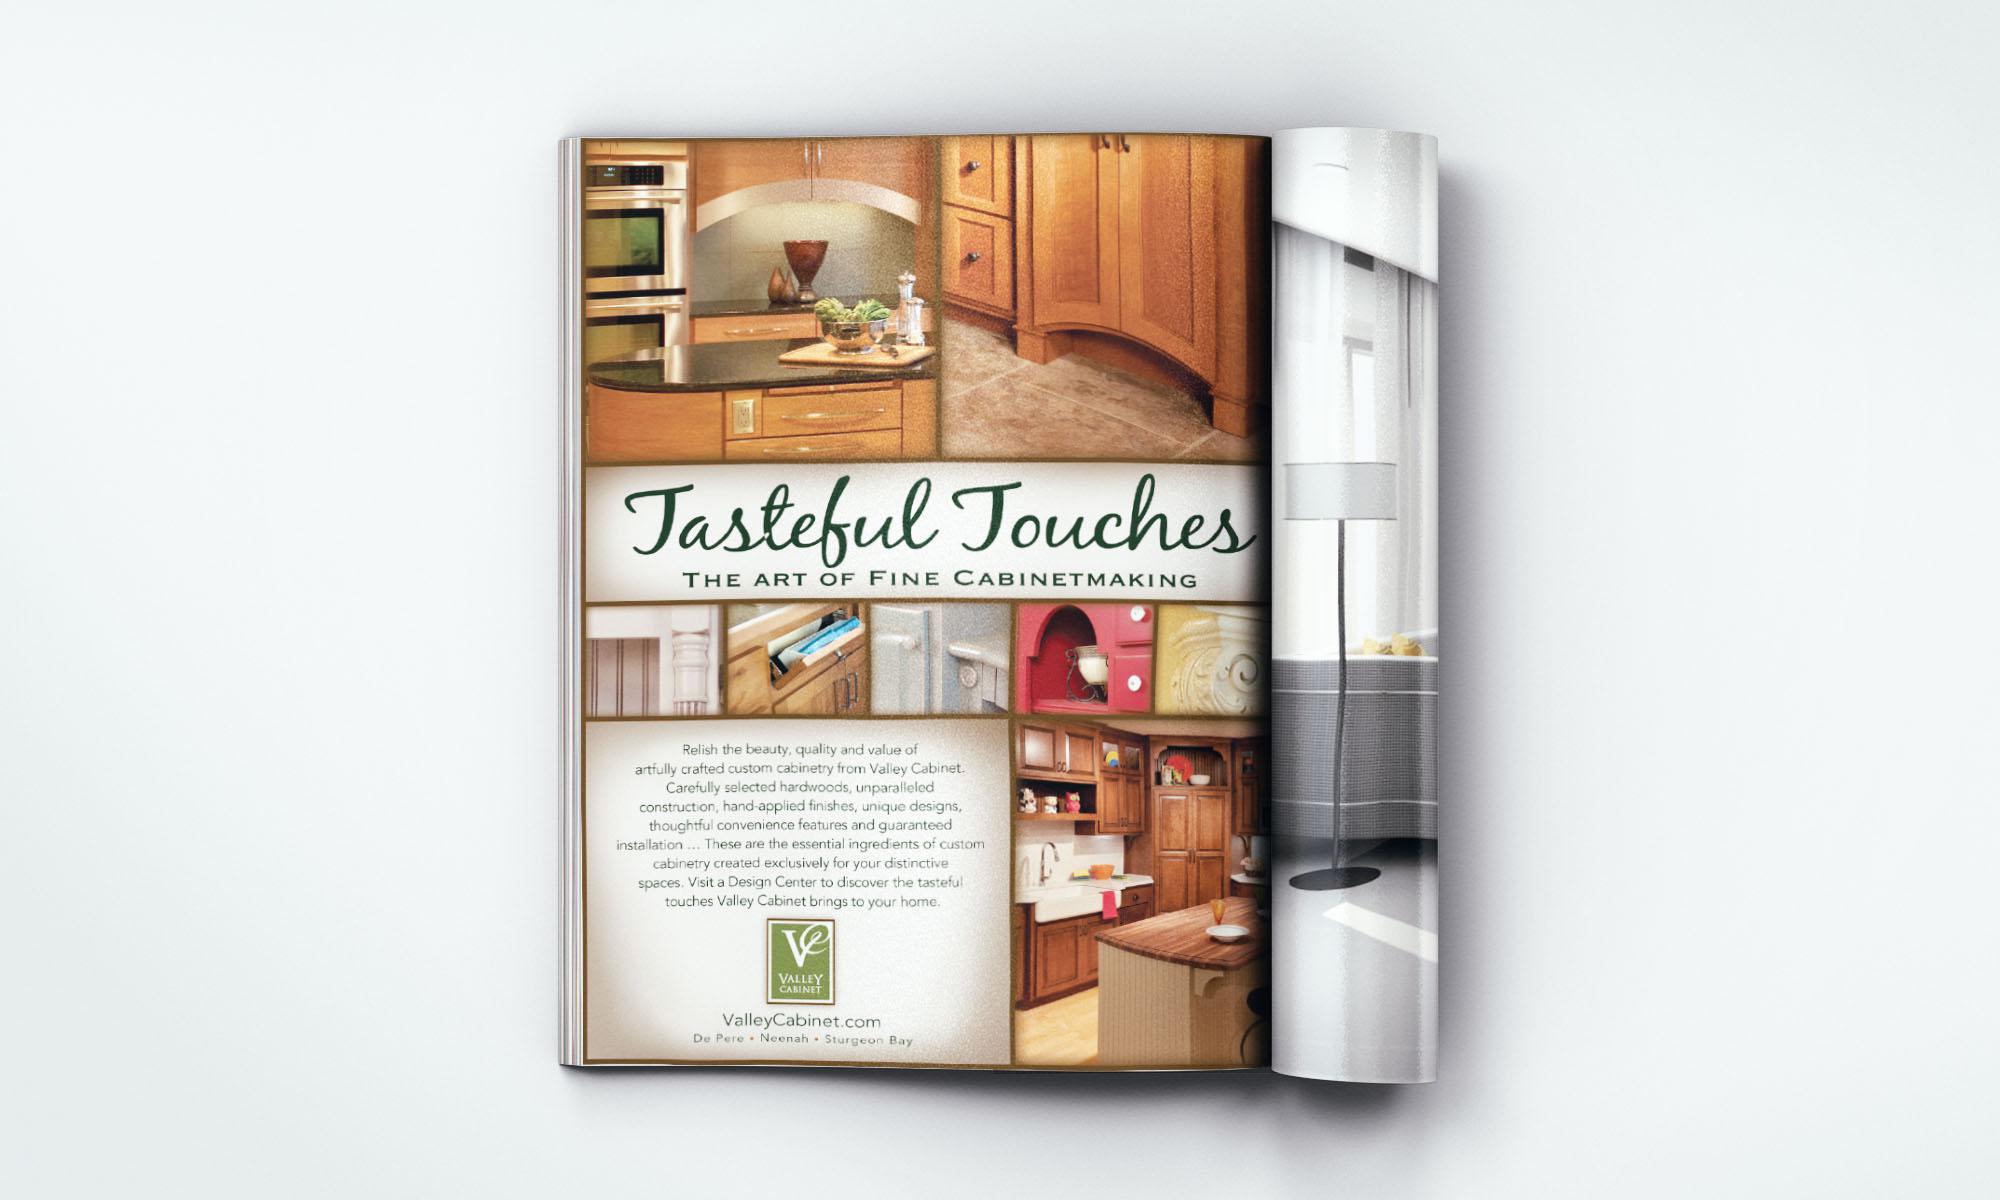 Tasteful Touches
THE ART OF FINE CABINETMAKING
Relish the beauty, quality and value of
artfully crafted custom cabinetry from Valley Cabinet.
Carefully selected hardwoods, unparalleled
construction, hand-applied finishes, unique designs,
thoughtful convenience features and guaranteed
installation ... These are the essential ingredients of custom
cabinetry created exclusively for your distinctive
spaces. Visit a Design Center to discover the tasteful
touches Valley Cabinet brings to your home.
VC
VALLEY
CABINET
ValleyCabinet.com
De Pere • Neenah • Sturgeon Bay